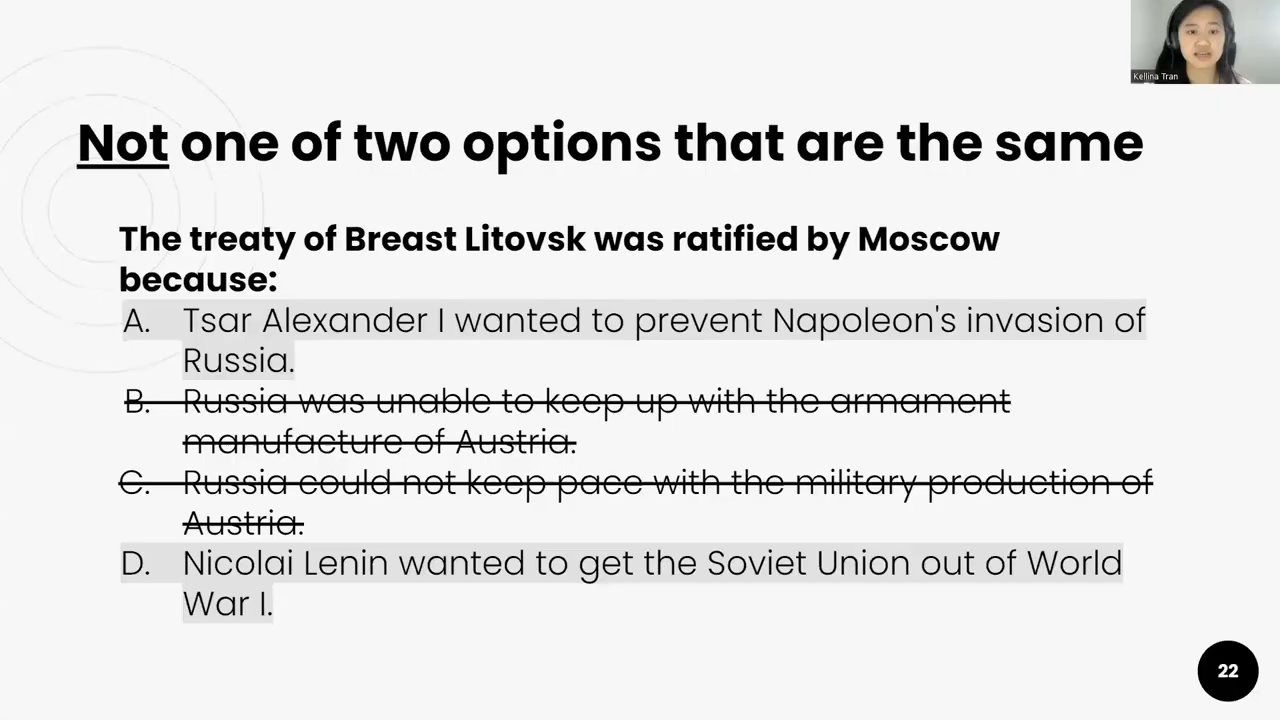 Kellina Tran
Not one of two options that are the same
The treaty of Breast Litovsk was ratified by Moscow
because:
A. Tsar Alexander I wanted to prevent Napoleon's invasion of
Russia.
B. Russia was unable to keep up with the armament
manufacture of Austria.
C. Russia could not keep pace with the military production of
Austria.
D. Nicolai Lenin wanted to get the Soviet Union out of World
War I.
22